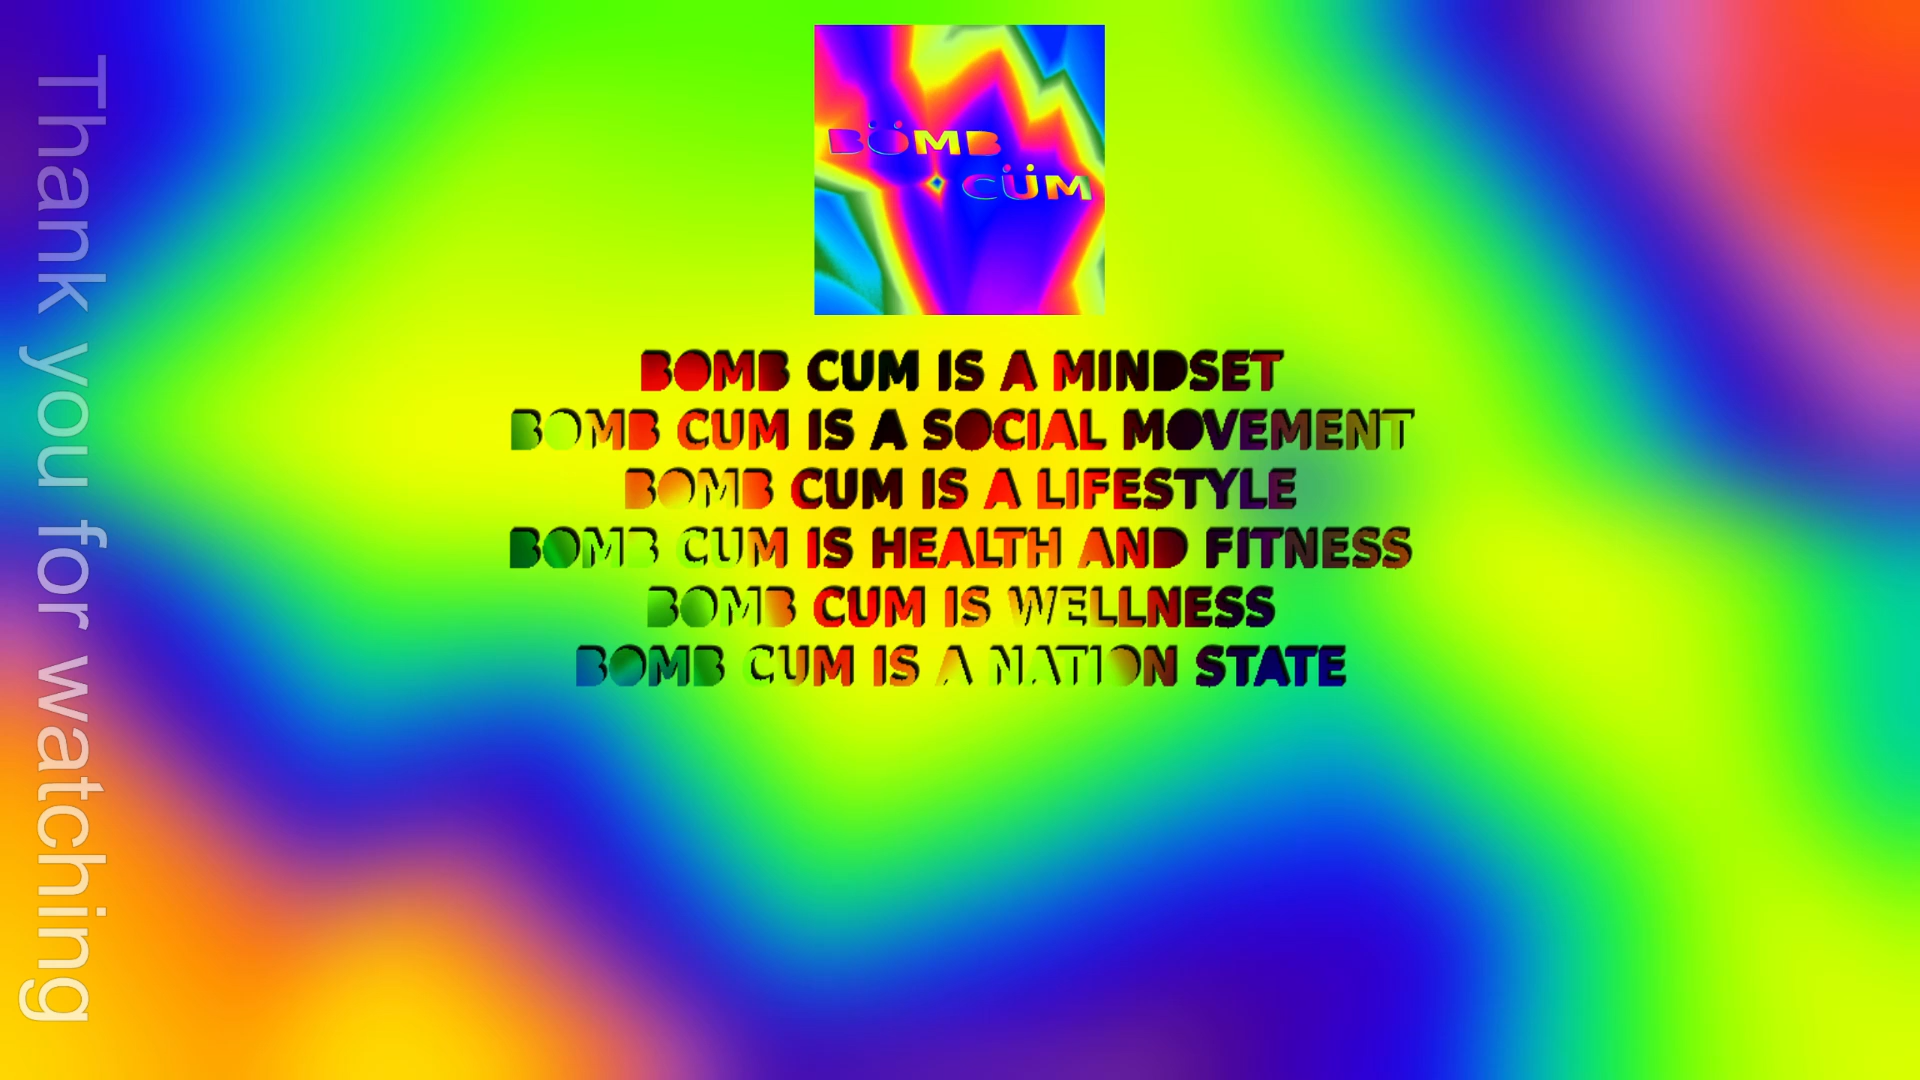 BÖMB
CÜM
BOMB CUM IS A MINDSET
BOMB CUM IS A SOCIAL MOVEMENT
BOMB CUM IS A LIFESTYLE
BOMB CUM IS HEALTH AND FITNESS
BOMB CUM IS WELLNESS
BOMB CUM IS A NATION STATE
Thank you for watching